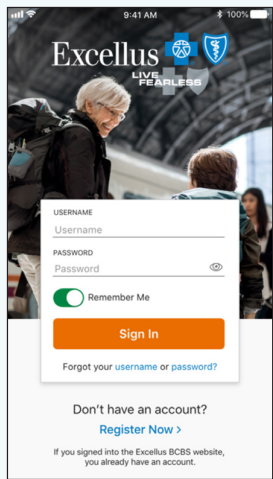 9:41 AM
100%
Excellus
LIVE
FEARLESS
USERNAME
Username
PASSWORD
Password
Remember Me
Sign In
Forgot your username or password?
Don't have an account?
Register Now >
If you signed into the Excellus BCBS website,
you already have an account.